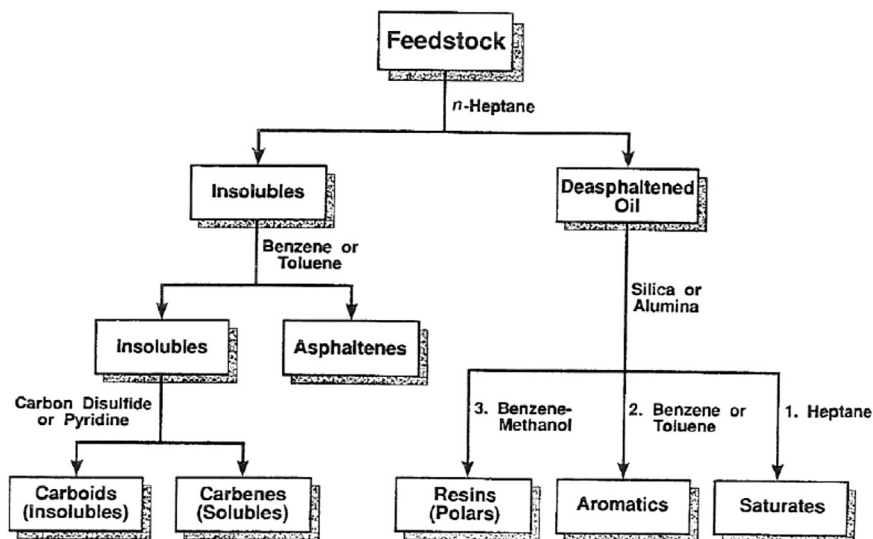 Feedstock
n-Heptane
Insolubles
Deasphaltened
Oil
Benzene or
Toluene
Silica or
Alumina
Insolubles
Asphaltenes
Carbon Disulfide
or Pyridine
3. Benzene-
Methanol
2. Benzene or
Toluene
1. Heptane
Carboids
(Insolubles)
Carbenes
(Solubles)
Resins
(Polars)
Aromatics
Saturates